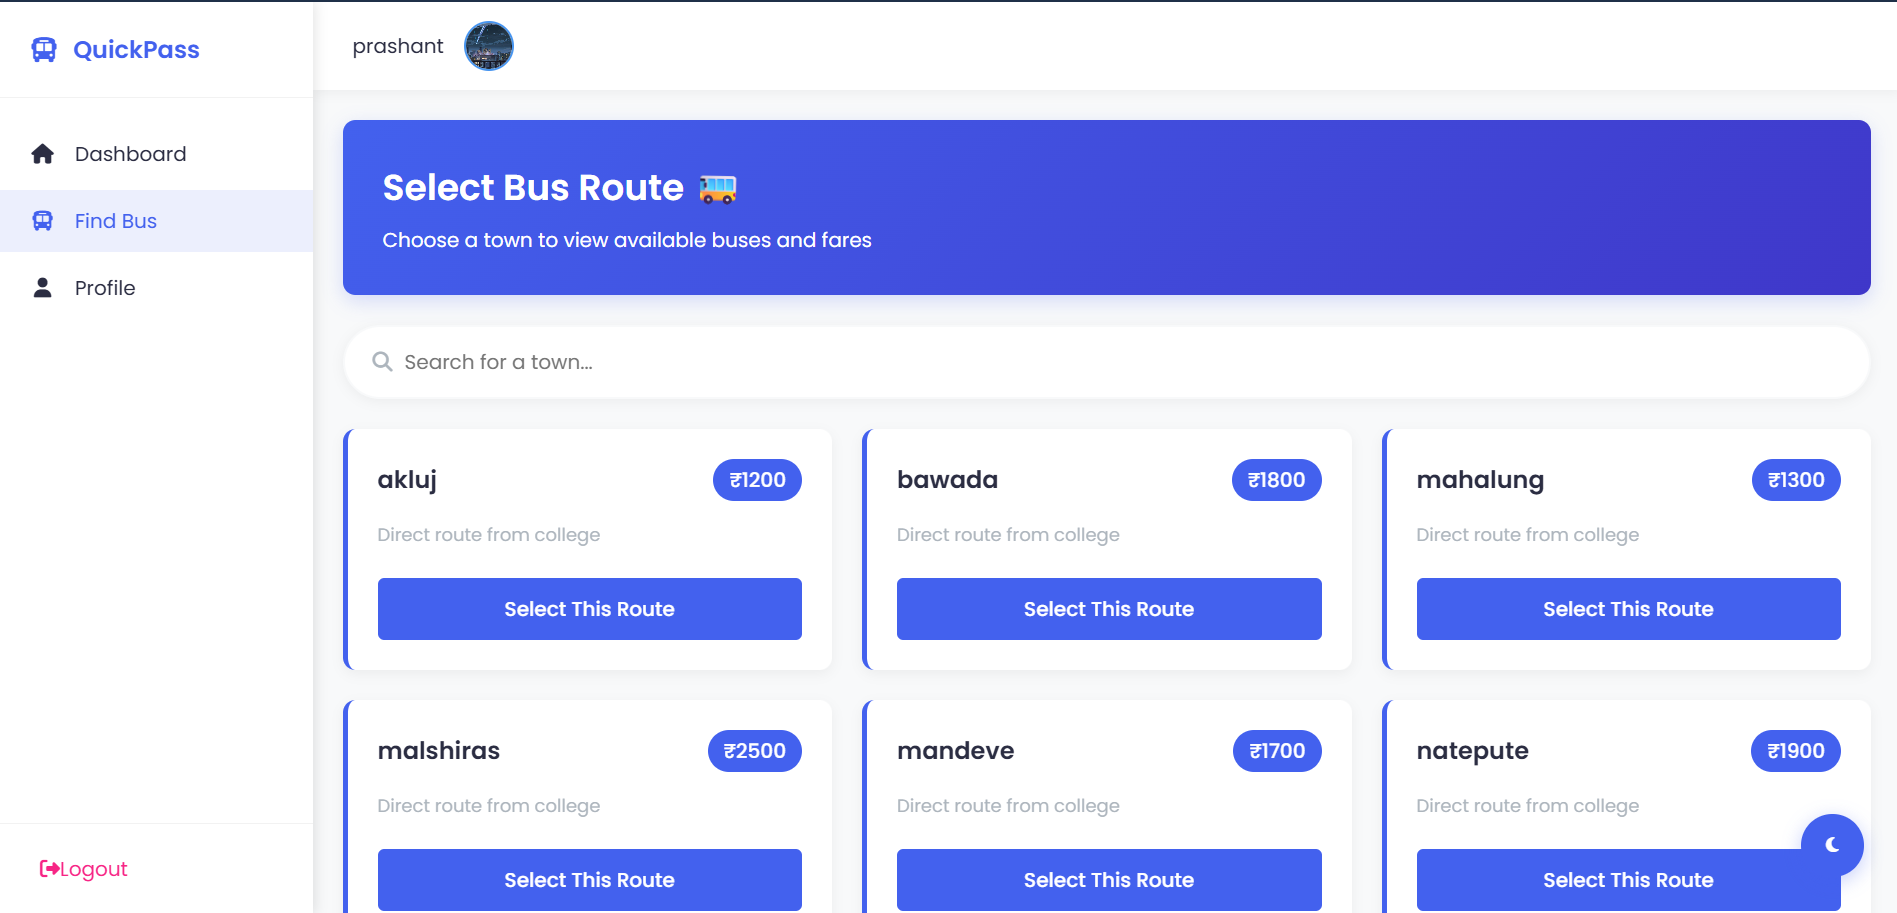 QuickPass
Dashboard
Find Bus
Profile
Logout
prashant
Select Bus Route
Choose a town to view available buses and fares
Search for a town...
akluj
₹1200
Direct route from college
Select This Route
bawada
₹1800
Direct route from college
Select This Route
mahalung
₹1300
Direct route from college
Select This Route
malshiras
₹2500
Direct route from college
Select This Route
mandeve
₹1700
Direct route from college
Select This Route
natepute
₹1900
Direct route from college
Select This Route